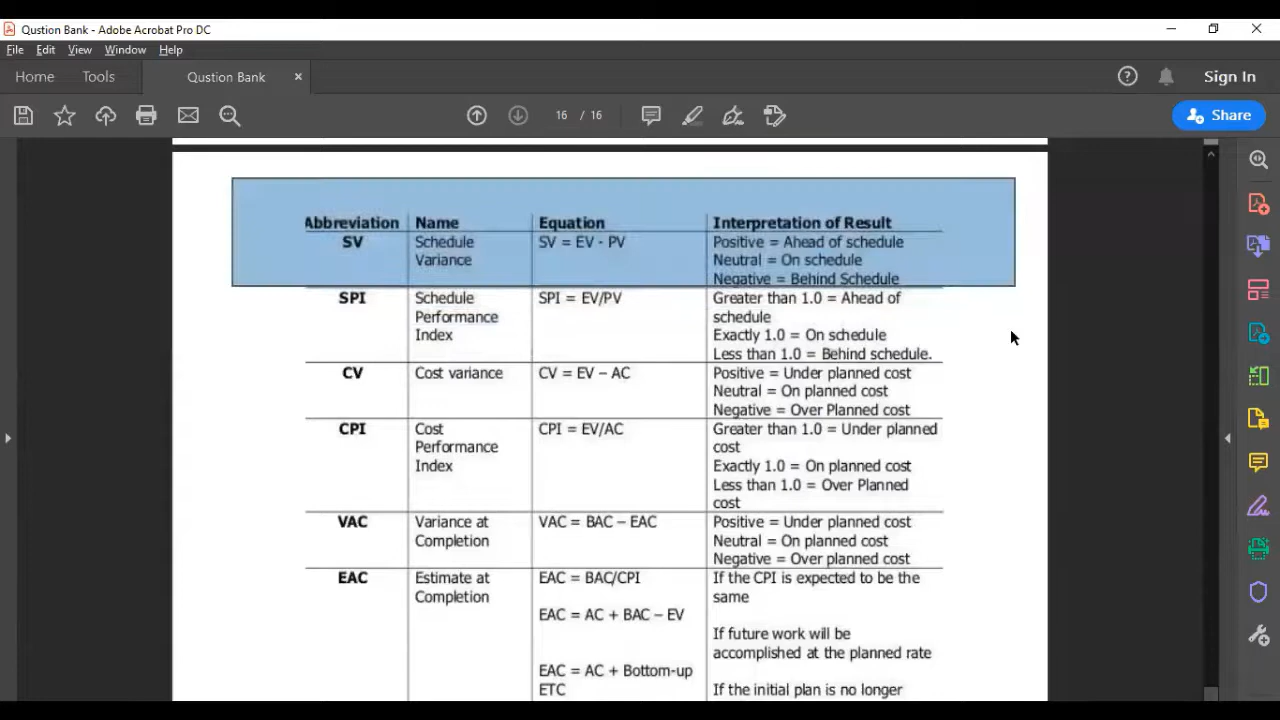 Qustion Bank - Adobe Acrobat Pro DC
File Edit View Window Help
Home Tools Qustion Bank × Sign In
16 / 16 Share
Abbreviation Name Equation Interpretation of Result
SV Schedule SV = EV - PV Positive = Ahead of schedule
Variance Neutral = On schedule
Negative = Behind Schedule
SPI Schedule SPI = EV/PV Greater than 1.0 = Ahead of
Performance schedule
Index Exactly 1.0 = On schedule
Less than 1.0 = Behind schedule.
CV Cost variance CV = EV – AC Positive = Under planned cost
Neutral = On planned cost
Negative = Over Planned cost
CPI Cost CPI = EV/AC Greater than 1.0 = Under planned
Performance cost
Index Exactly 1.0 = On planned cost
Less than 1.0 = Over Planned
cost
VAC Variance at VAC = BAC – EAC Positive = Under planned cost
Completion Neutral = On planned cost
Negative = Over planned cost
EAC Estimate at EAC = BAC/CPI If the CPI is expected to be the
Completion same
EAC = AC + BAC – EV
If future work will be
accomplished at the planned rate
EAC = AC + Bottom-up
ETC If the initial plan is no longer